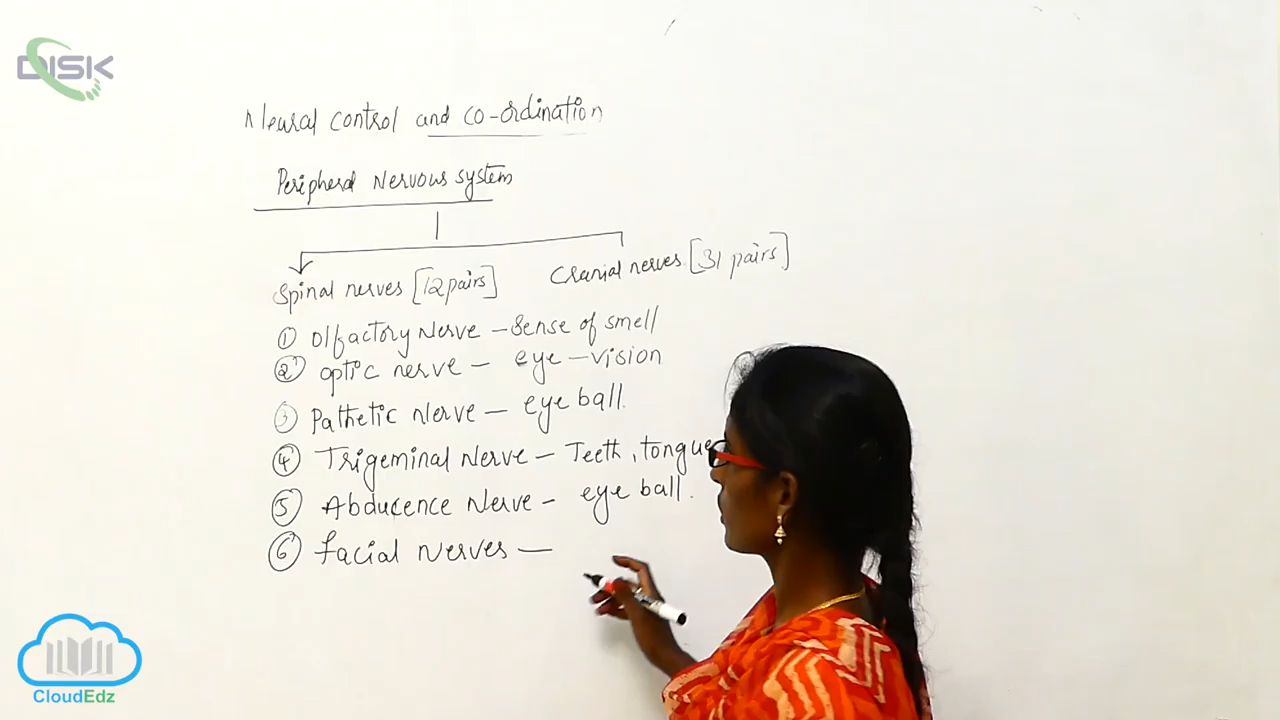 DISK
Neural control and co-ordination
Peripheral Nervous system
Spinal nerves [12 pairs]
Cranial nerves [31 pairs]
① Olfactory Nerve – Sense of smell
② optic nerve – eye – vision
③ Pathetic Nerve – eye ball.
④ Trigeminal Nerve – Teeth, tongue
⑤ Abducence Nerve – eye ball.
⑥ facial Nerves –
CloudEdz